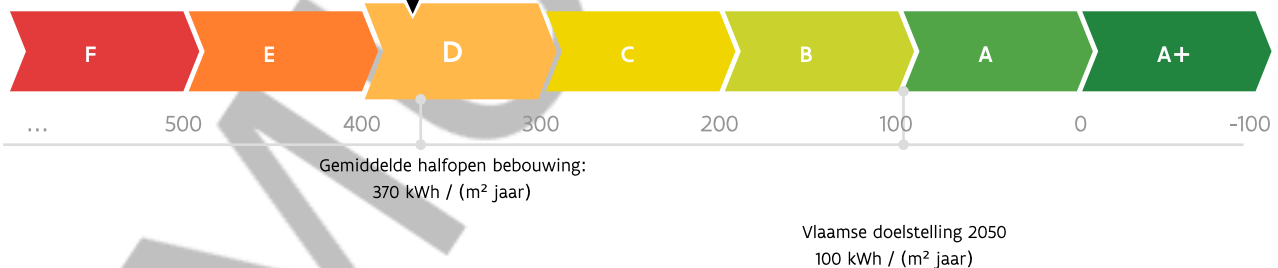 F E D C B A A+
... 500 400 300 200 100 0 -100
Gemiddelde halfopen bebouwing:
370 kWh / (m² jaar)
Vlaamse doelstelling 2050
100 kWh / (m² jaar)